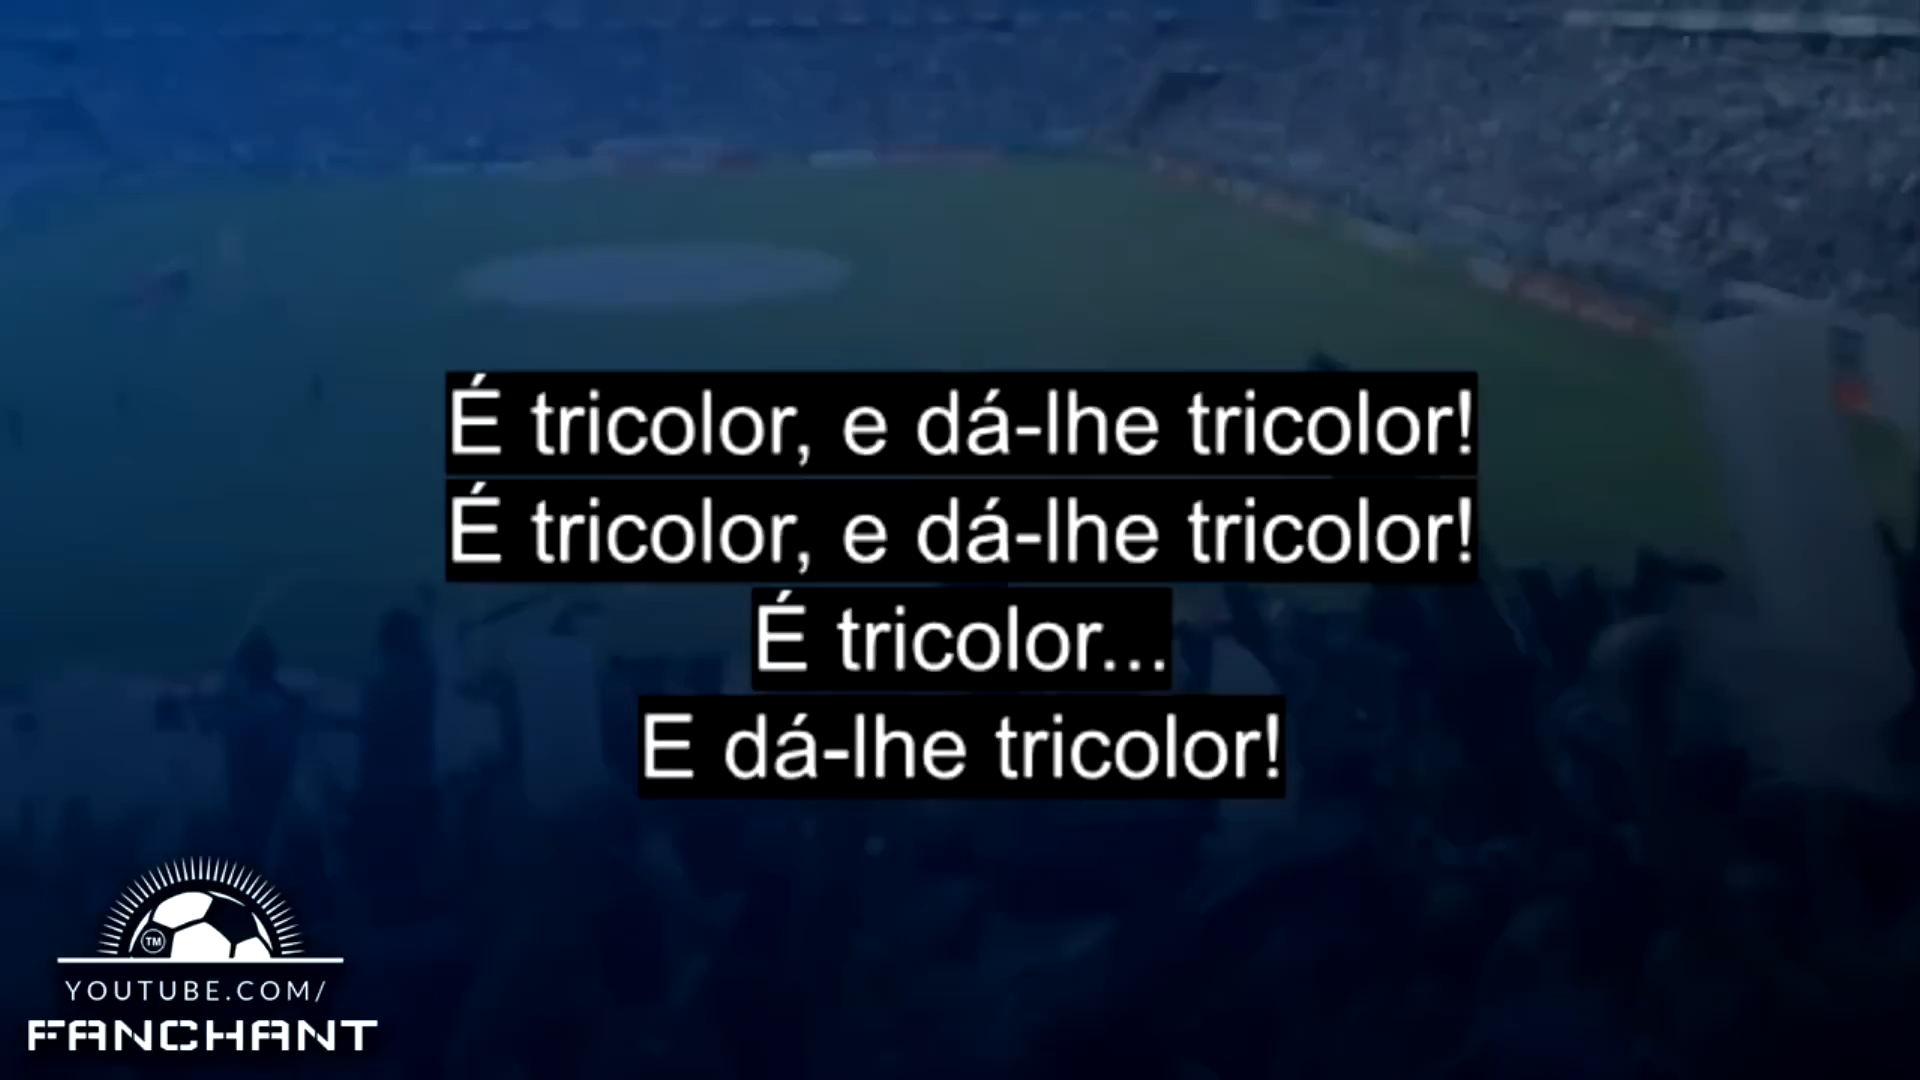 É tricolor, e dá-lhe tricolor!
É tricolor, e dá-lhe tricolor!
É tricolor...
E dá-lhe tricolor!
TM
YOUTUBE.COM/
FANCHANT